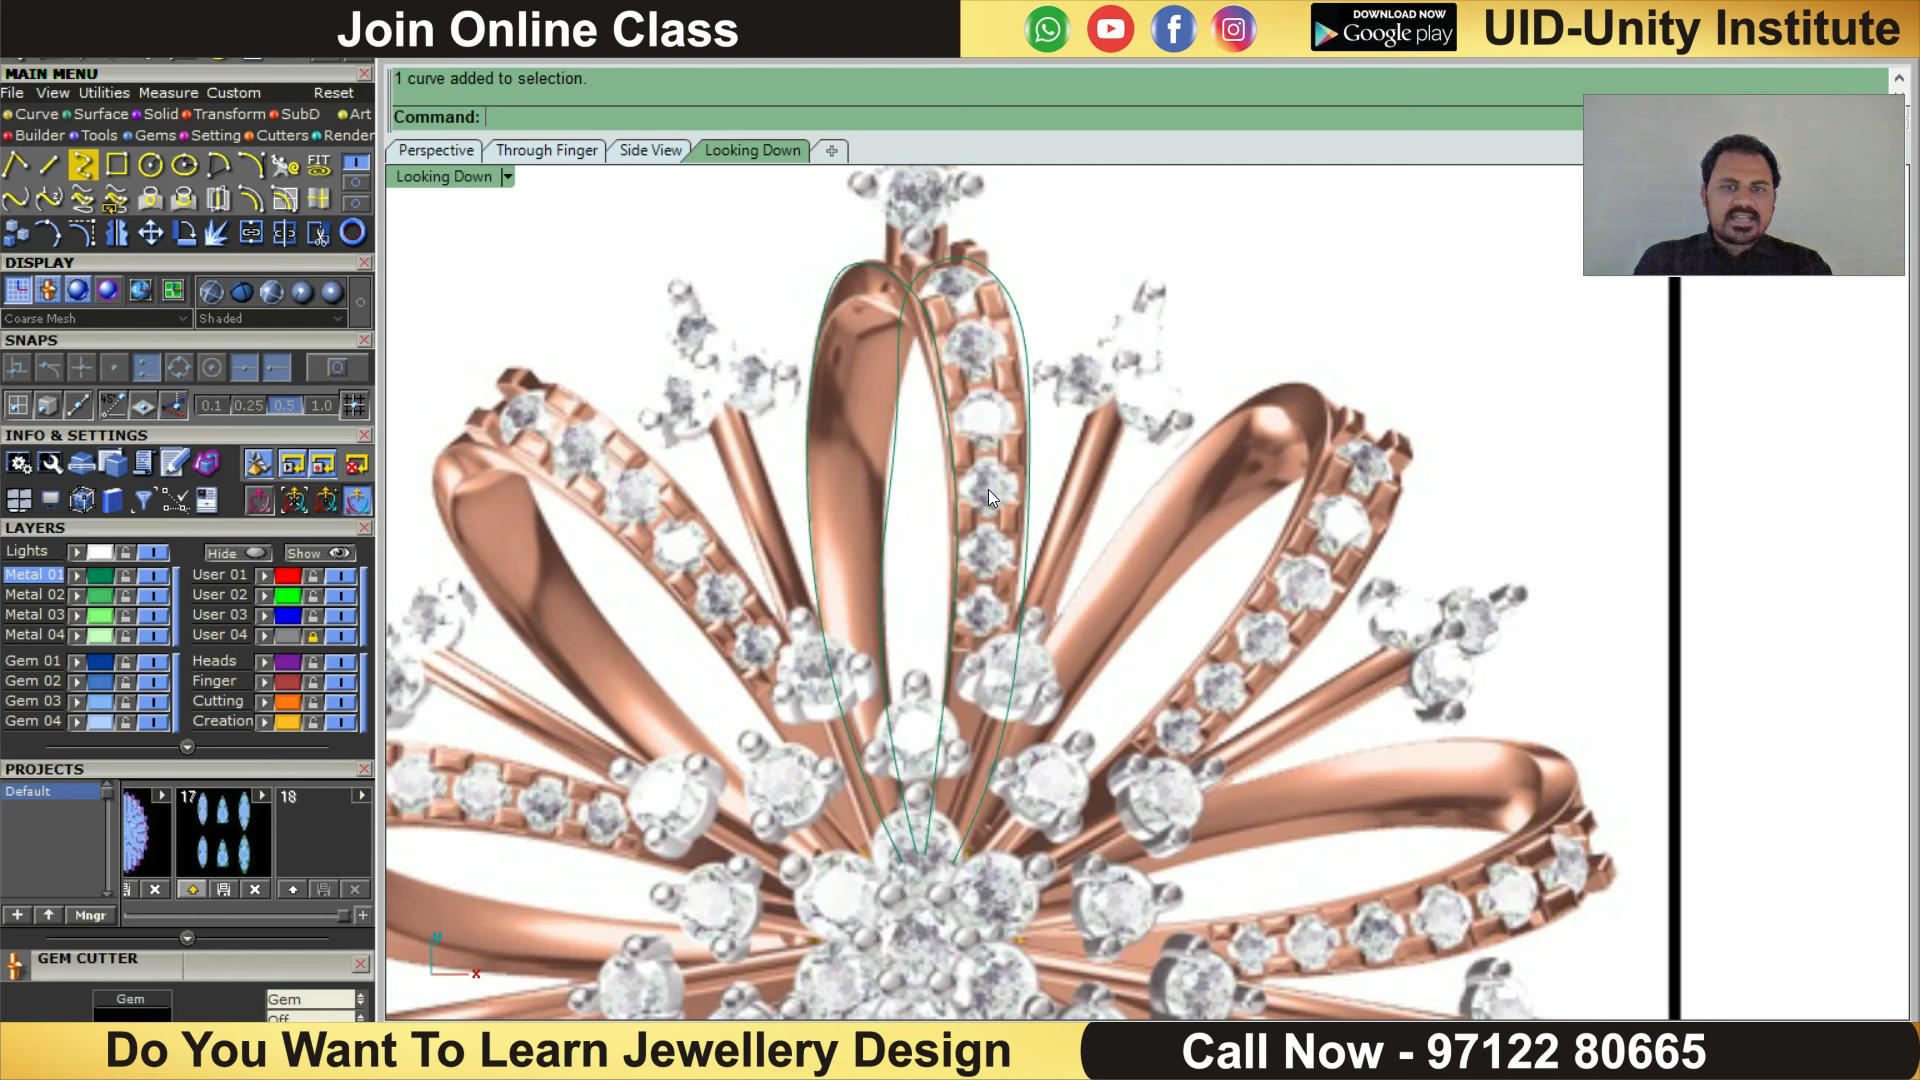 Join Online Class
DOWNLOAD NOW
Google play
UID-Unity Institute
MAIN MENU
File View Utilities Measure Custom Reset
Curve Surface Solid Transform SubD Art
Builder Tools Gems Setting Cutters Render
FIT
1 curve added to selection.
Command:
Perspective Through Finger Side View Looking Down
Looking Down
DISPLAY
Coarse Mesh Shaded
SNAPS
45°
0.1 0.25 0.5 1.0
INFO & SETTINGS
LAYERS
Lights Hide Show
Metal 01 User 01
Metal 02 User 02
Metal 03 User 03
Metal 04 User 04
Gem 01 Heads
Gem 02 Finger
Gem 03 Cutting
Gem 04 Creation
PROJECTS
Default 17 18
Mngr
GEM CUTTER
Gem Gem
Off
y
x
Do You Want To Learn Jewellery Design
Call Now - 97122 80665